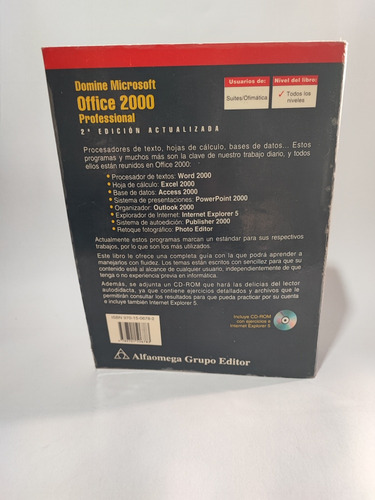 Domine Microsoft
Office 2000
Professional
2ª EDICIÓN ACTUALIZADA
Usuarios de:
Suites/Ofimática
Nivel del libro:
✓ Todos los
niveles
Procesadores de texto, hojas de cálculo, bases de datos... Estos
programas y muchos más son la clave de nuestro trabajo diario, y todos
ellos están reunidos en Office 2000:
• Procesador de textos: Word 2000
• Hoja de cálculo: Excel 2000
• Base de datos: Access 2000
• Sistema de presentaciones: PowerPoint 2000
• Organizador: Outlook 2000
• Explorador de Internet: Internet Explorer 5
• Sistema de autoedición: Publisher 2000
• Retoque fotográfico: Photo Editor
Actualmente estos programas marcan un estándar para sus respectivos
trabajos, por lo que son los más utilizados.
Este libro le ofrece una completa guía con la que podrá aprender a
manejarlos con fluidez. Los temas están escritos con sencillez para que su
contenido esté al alcance de cualquier usuario, independientemente de que
tenga o no experiencia previa en informática.
Además, se adjunta un CD-ROM que hará las delicias del lector
autodidacta, ya que contiene ejercicios detallados y archivos que la
permitirán consultar los resultados para que pueda practicar por su cuenta
e incluye también Internet Explorer 5.
Incluye CD-ROM
con ejercicios e
Internet Explorer 5
Alfaomega Grupo Editor